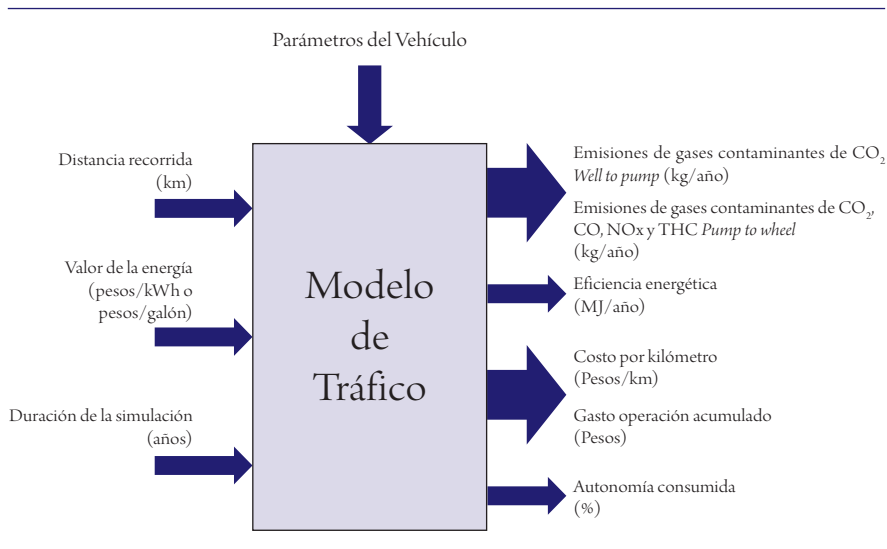 Parámetros del Vehículo
Distancia recorrida
(km)
Valor de la energía
(pesos/kWh o
pesos/galón)
Duración de la simulación
(años)
Modelo
de
Tráfico
Emisiones de gases contaminantes de CO₂
Well to pump (kg/año)
Emisiones de gases contaminantes de CO₂,
CO, NOx y THC Pump to wheel
(kg/año)
Eficiencia energética
(MJ/año)
Costo por kilómetro
(Pesos/km)
Gasto operación acumulado
(Pesos)
Autonomía consumida
(%)